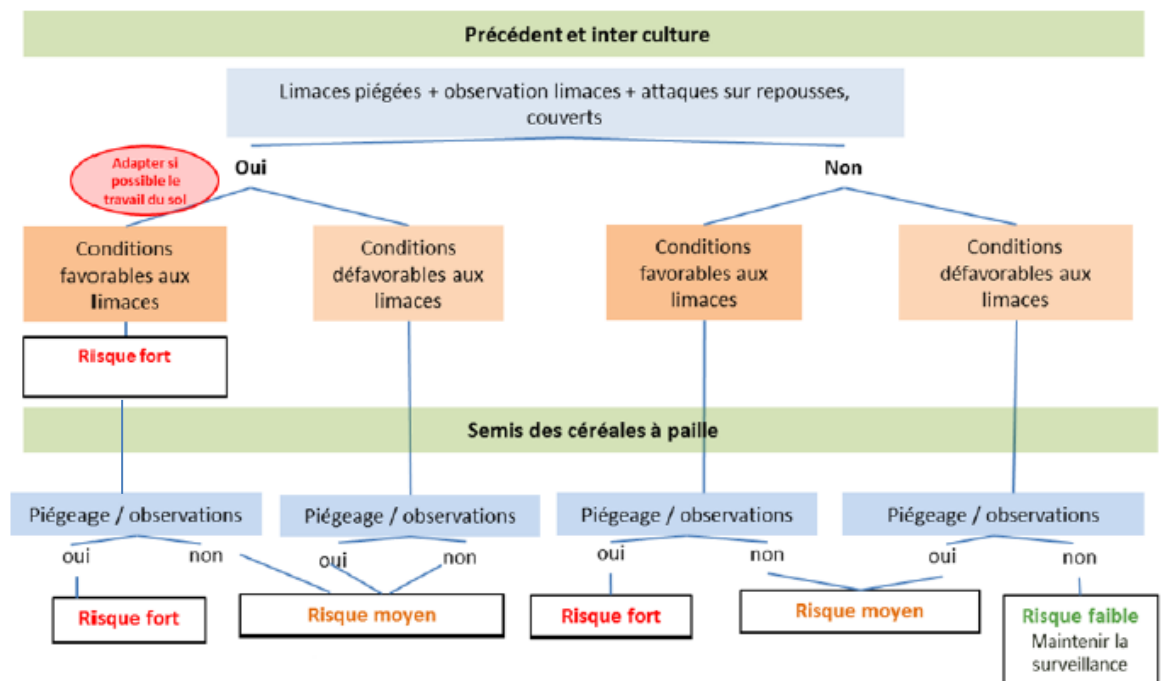 Précédent et inter culture
Limaces piégées + observation limaces + attaques sur repousses,
couverts
Adapter si
possible le
travail du sol
Oui
Non
Conditions
favorables aux
limaces
Conditions
défavorables aux
limaces
Conditions
favorables aux
limaces
Conditions
défavorables aux
limaces
Risque fort
Semis des céréales à paille
Piégeage / observations
Piégeage / observations
Piégeage / observations
Piégeage / observations
oui
non
oui
non
oui
non
oui
non
Risque fort
Risque moyen
Risque fort
Risque moyen
Risque faible
Maintenir la
surveillance